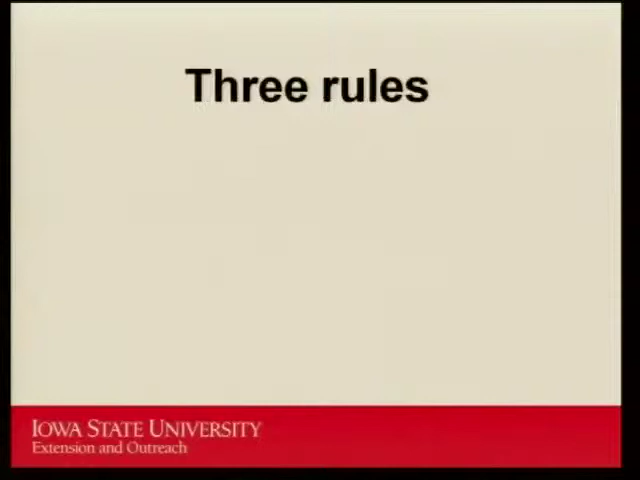 Three rules
IOWA STATE UNIVERSITY
Extension and Outreach